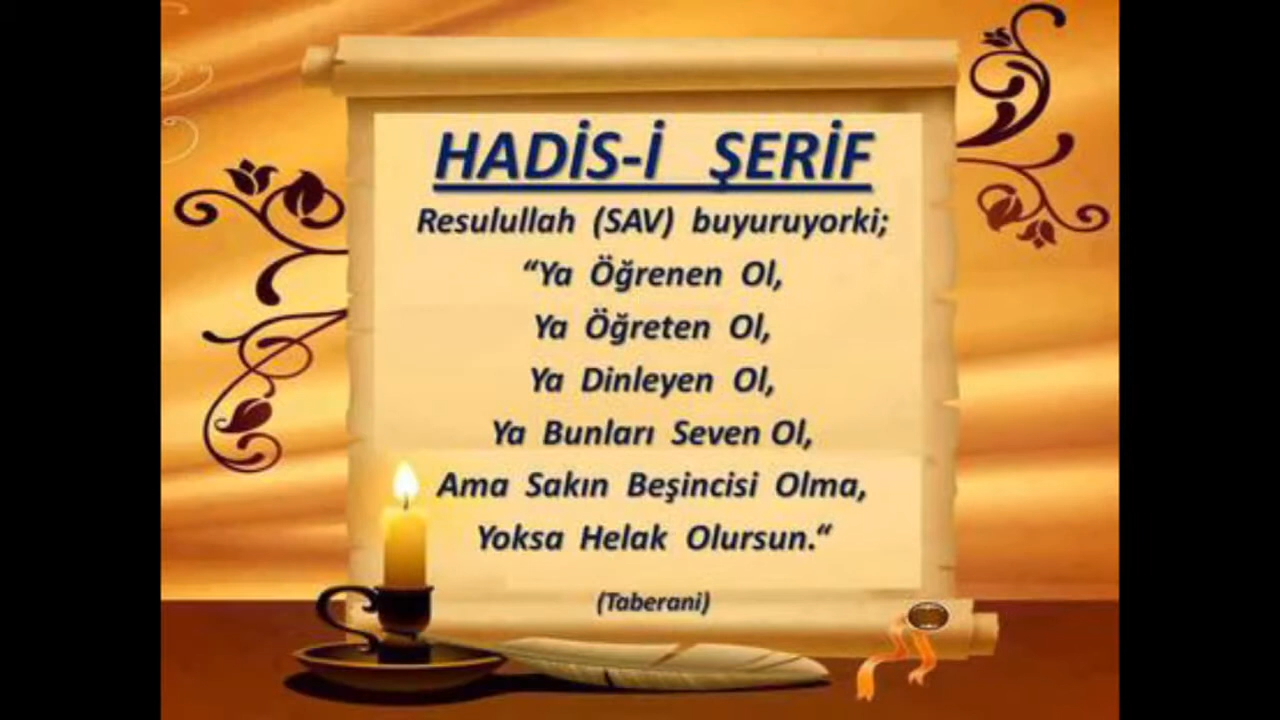 HADİS-İ ŞERİF
Resulullah (SAV) buyuruyorki;
“Ya Öğrenen Ol,
Ya Öğreten Ol,
Ya Dinleyen Ol,
Ya Bunları Seven Ol,
Ama Sakın Beşincisi Olma,
Yoksa Helak Olursun.“
(Taberani)